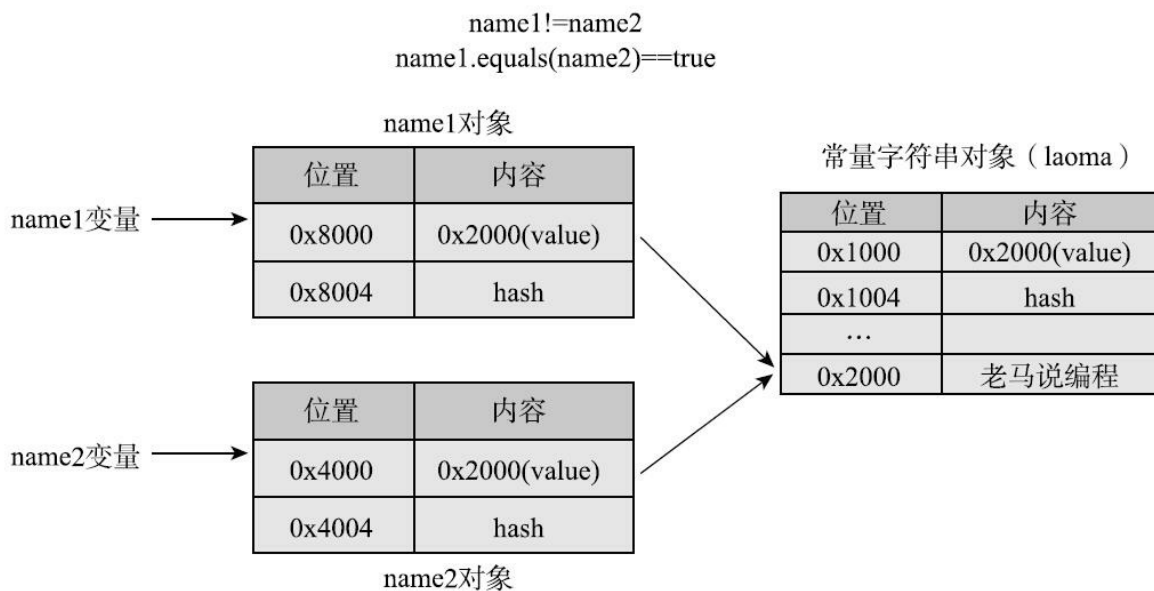 name1!=name2
name1.equals(name2)==true
name1对象
位置 内容
name1变量
0x8000 0x2000(value)
0x8004 hash
常量字符串对象（laoma）
位置 内容
0x1000 0x2000(value)
0x1004 hash
…
0x2000 老马说编程
位置 内容
name2变量
0x4000 0x2000(value)
0x4004 hash
name2对象